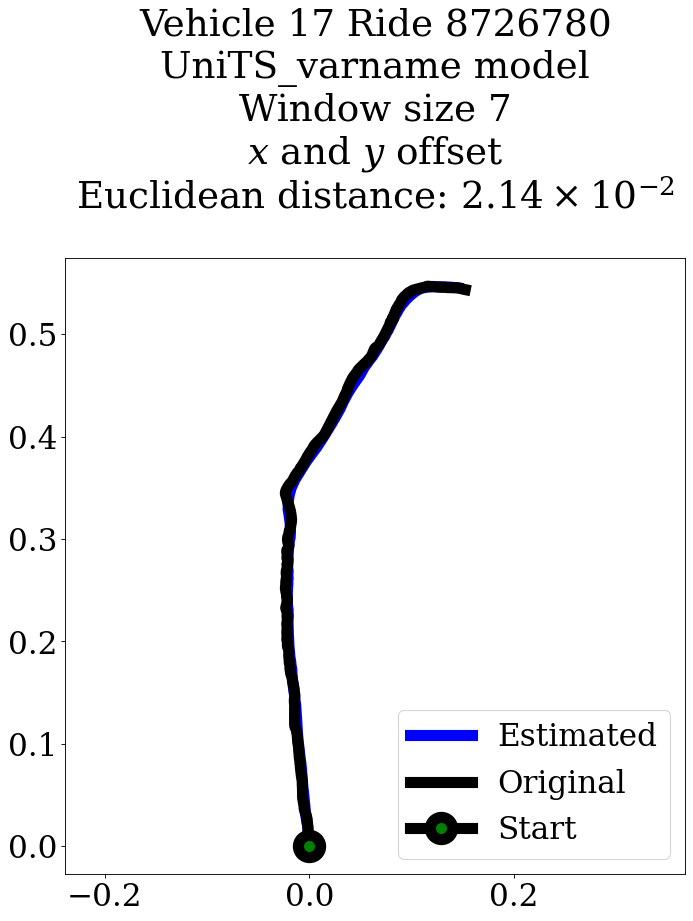 Vehicle 17 Ride 8726780
UniTS_varname model
Window size 7
x and y offset
Euclidean distance: 2.14 × 10⁻²
0.5
0.4
0.3
0.2
0.1
0.0
−0.2
0.0
0.2
Estimated
Original
Start